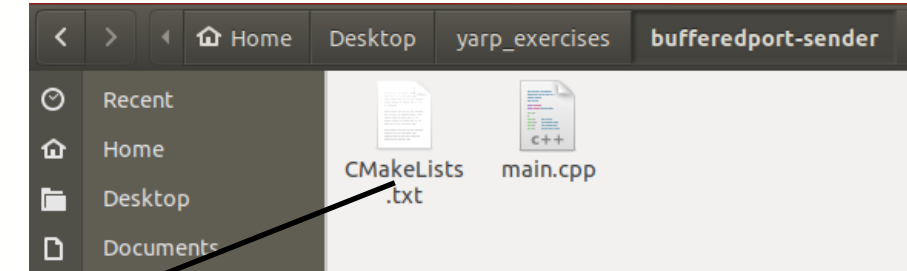 Home Desktop yarp_exercises bufferedport-sender
Recent
Home
Desktop
Documents
c++
CMakeLists
.txt
main.cpp